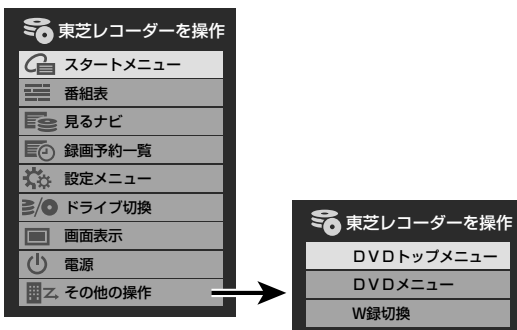 東芝レコーダーを操作
スタートメニュー
番組表
見るナビ
録画予約一覧
設定メニュー
ドライブ切換
画面表示
電源
その他の操作
東芝レコーダーを操作
ＤＶＤトップメニュー
ＤＶＤメニュー
W録切換